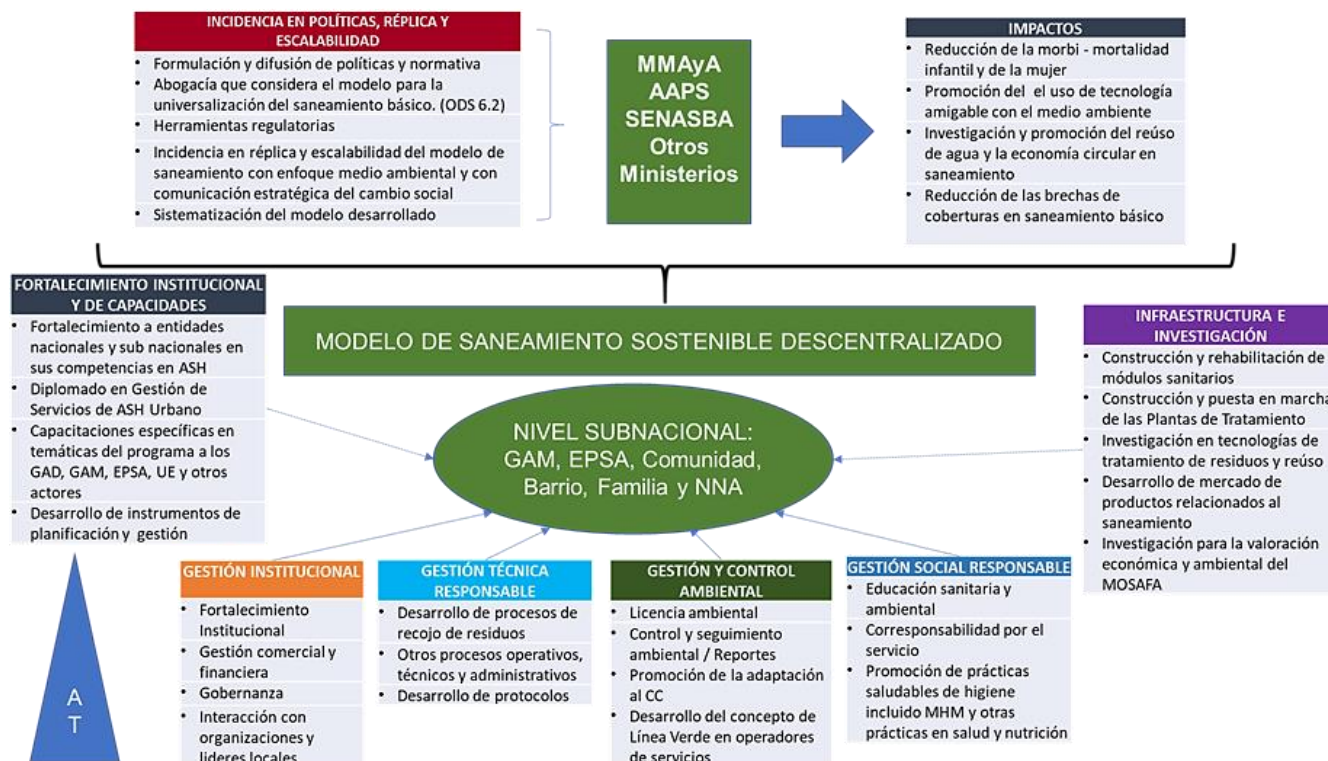 INCIDENCIA EN POLÍTICAS, RÉPLICA Y
ESCALABILIDAD
• Formulación y difusión de políticas y normativa
• Abogacía que considera el modelo para la
universalización del saneamiento básico. (ODS 6.2)
• Herramientas regulatorias
• Incidencia en réplica y escalabilidad del modelo de
saneamiento con enfoque medio ambiental y con
comunicación estratégica del cambio social
• Sistematización del modelo desarrollado
MMAyA
AAPS
SENASBA
Otros
Ministerios
IMPACTOS
• Reducción de la morbi - mortalidad
infantil y de la mujer
• Promoción del el uso de tecnología
amigable con el medio ambiente
• Investigación y promoción del reúso
de agua y la economía circular en
saneamiento
• Reducción de las brechas de
coberturas en saneamiento básico
FORTALECIMIENTO INSTITUCIONAL
Y DE CAPACIDADES
• Fortalecimiento a entidades
nacionales y sub nacionales en
sus competencias en ASH
• Diplomado en Gestión de
Servicios de ASH Urbano
• Capacitaciones específicas en
temáticas del programa a los
GAD, GAM, EPSA, UE y otros
actores
• Desarrollo de instrumentos de
planificación y gestión
MODELO DE SANEAMIENTO SOSTENIBLE DESCENTRALIZADO
NIVEL SUBNACIONAL:
GAM, EPSA, Comunidad,
Barrio, Familia y NNA
INFRAESTRUCTURA E
INVESTIGACIÓN
• Construcción y rehabilitación de
módulos sanitarios
• Construcción y puesta en marcha
de las Plantas de Tratamiento
• Investigación en tecnologías de
tratamiento de residuos y reúso
• Desarrollo de mercado de
productos relacionados al
saneamiento
• Investigación para la valoración
económica y ambiental del
MOSAFA
A
T
GESTIÓN INSTITUCIONAL
• Fortalecimiento
Institucional
• Gestión comercial y
financiera
• Gobernanza
• Interacción con
organizaciones y
lideres locales
GESTIÓN TÉCNICA
RESPONSABLE
• Desarrollo de procesos de
recojo de residuos
• Otros procesos operativos,
técnicos y administrativos
• Desarrollo de protocolos
GESTIÓN Y CONTROL
AMBIENTAL
• Licencia ambiental
• Control y seguimiento
ambiental / Reportes
• Promoción de la adaptación
al CC
• Desarrollo del concepto de
Línea Verde en operadores
de servicios
GESTIÓN SOCIAL RESPONSABLE
• Educación sanitaria y
ambiental
• Corresponsabilidad por el
servicio
• Promoción de prácticas
saludables de higiene
incluido MHM y otras
prácticas en salud y nutrición